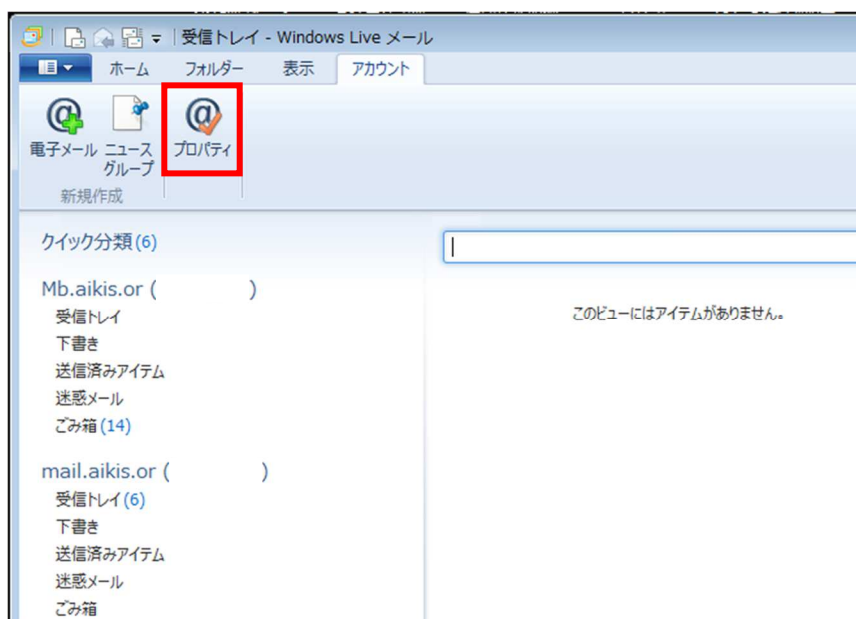 受信トレイ - Windows Live メール
ホーム フォルダー 表示 アカウント
電子メール ニュース グループ プロパティ
新規作成
クイック分類 (6)
Mb.aikis.or ( )
受信トレイ
下書き
送信済みアイテム
迷惑メール
ごみ箱 (14)
mail.aikis.or ( )
受信トレイ (6)
下書き
送信済みアイテム
迷惑メール
ごみ箱
このビューにはアイテムがありません。